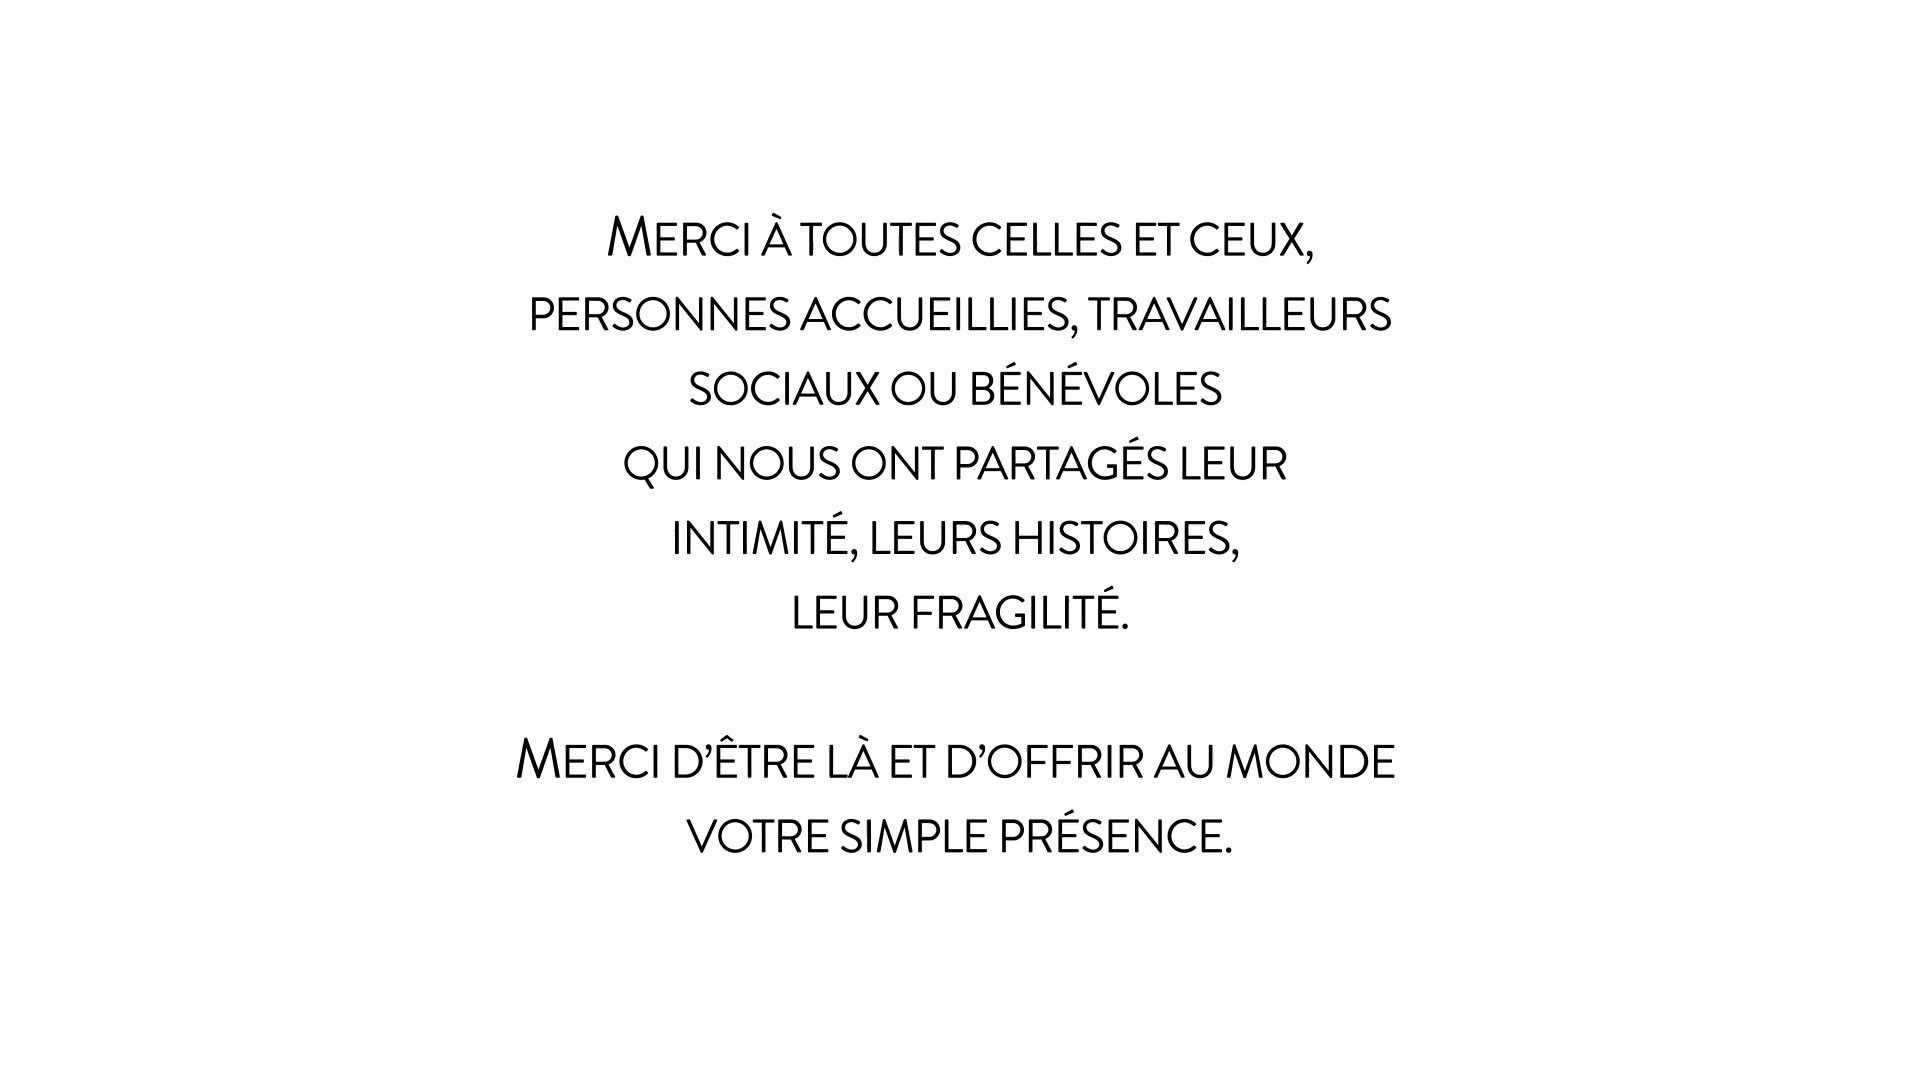 Merci à toutes celles et ceux,
personnes accueillies, travailleurs
sociaux ou bénévoles
qui nous ont partagés leur
intimité, leurs histoires,
leur fragilité.
Merci d’être là et d’offrir au monde
votre simple présence.